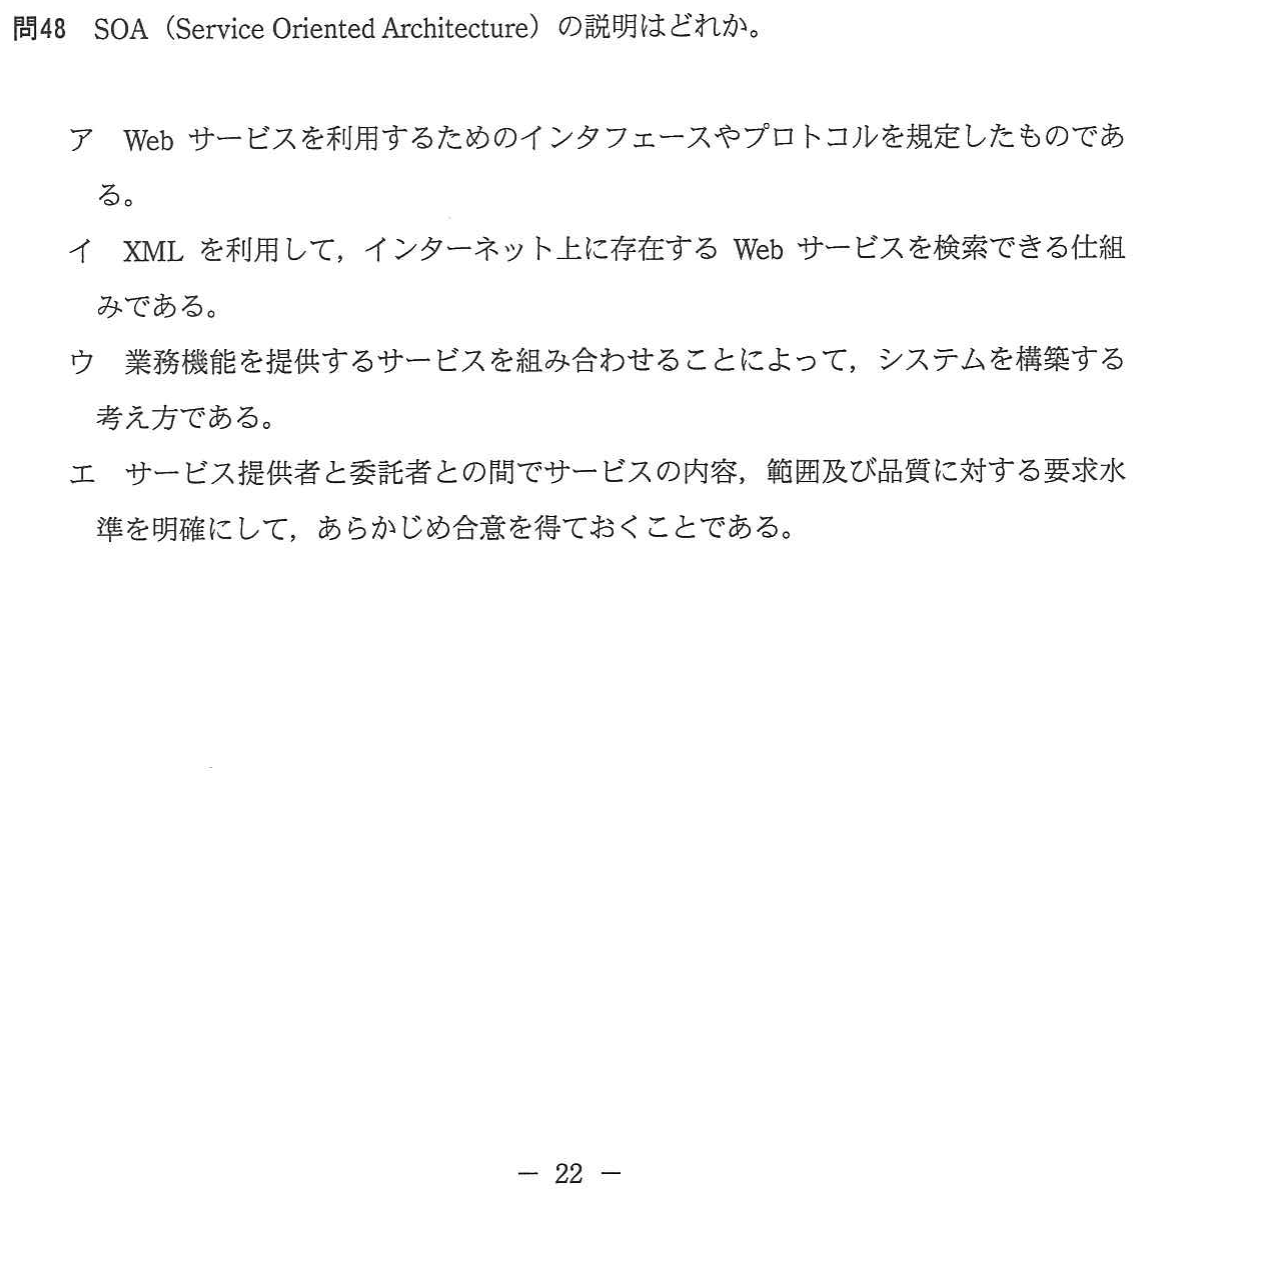 問48　SOA（Service Oriented Architecture）の説明はどれか。
ア　Web サービスを利用するためのインタフェースやプロトコルを規定したものであ
る。
イ　XML を利用して，インターネット上に存在する Web サービスを検索できる仕組
みである。
ウ　業務機能を提供するサービスを組み合わせることによって，システムを構築する
考え方である。
エ　サービス提供者と委託者との間でサービスの内容，範囲及び品質に対する要求水
準を明確にして，あらかじめ合意を得ておくことである。
－ 22 －